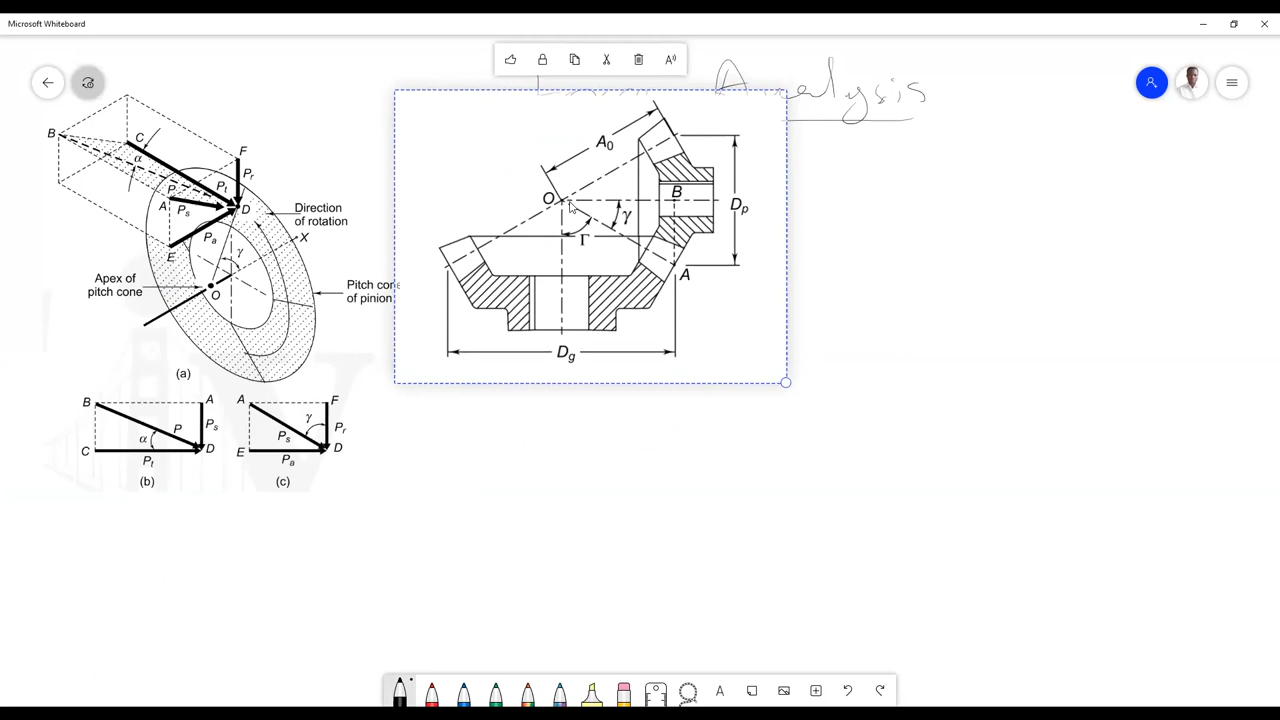 Microsoft Whiteboard
Analysis
B
C
α
F
P
Pt
Pr
A
Ps
D
Direction
of rotation
Pa
X
E
γ
Apex of
pitch cone
O
Pitch con
of pinion
(a)
B
A
P
Ps
α
C
D
Pt
(b)
A
F
γ
Pr
Ps
E
D
Pa
(c)
A0
O
B
γ
Dp
Γ
A
Dg
A